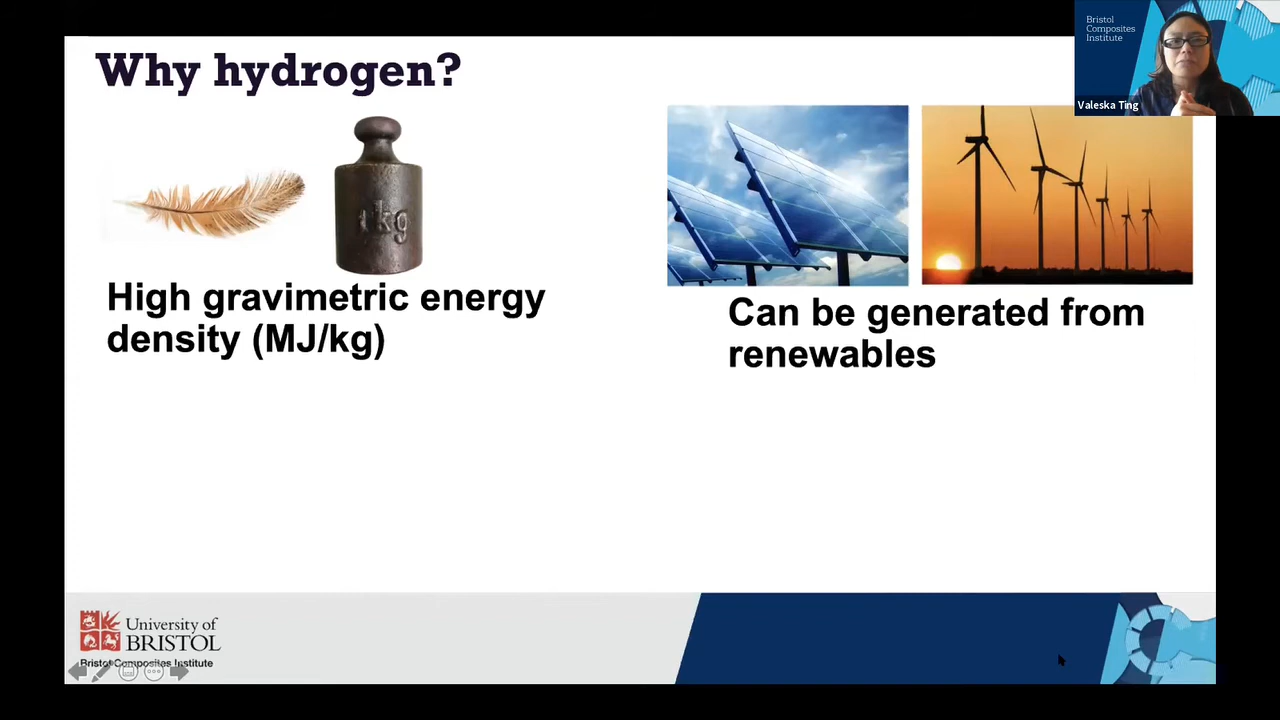 Why hydrogen?
Bristol
Composites
Institute
Valeska Ting
1kg
High gravimetric energy
density (MJ/kg)
Can be generated from
renewables
University of
BRISTOL
Bristol Composites Institute